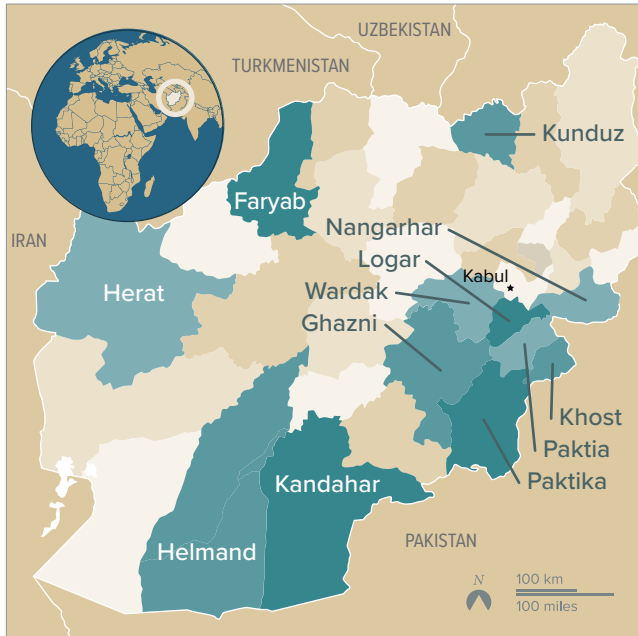 UZBEKISTAN
TURKMENISTAN
Kunduz
Faryab
Nangarhar
IRAN
Logar
Kabul
Herat
Wardak
Ghazni
Khost
Paktia
Kandahar
Paktika
PAKISTAN
Helmand
N
100 km
100 miles